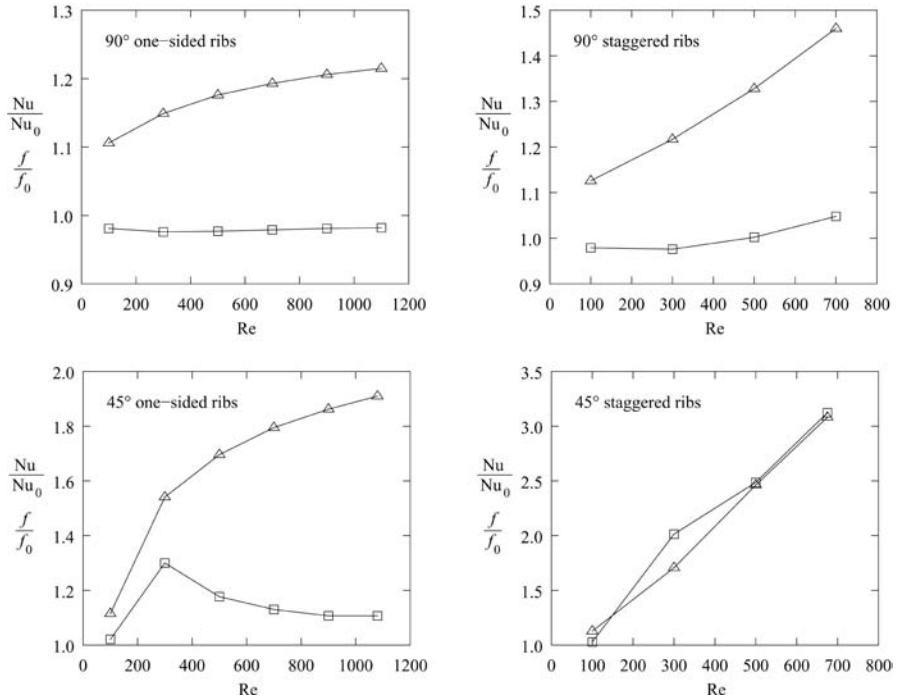 90° one−sided ribs
1.3
1.2
1.1
1.0
0.9
Nu
Nu0
f
f0
0 200 400 600 800 1000 1200
Re
90° staggered ribs
1.5
1.4
1.3
1.2
1.1
1.0
0.9
Nu
Nu0
f
f0
0 100 200 300 400 500 600 700 800
Re
45° one−sided ribs
2.0
1.8
1.6
1.4
1.2
1.0
Nu
Nu0
f
f0
0 200 400 600 800 1000 1200
Re
45° staggered ribs
3.5
3.0
2.5
2.0
1.5
1.0
Nu
Nu0
f
f0
0 100 200 300 400 500 600 700 800
Re